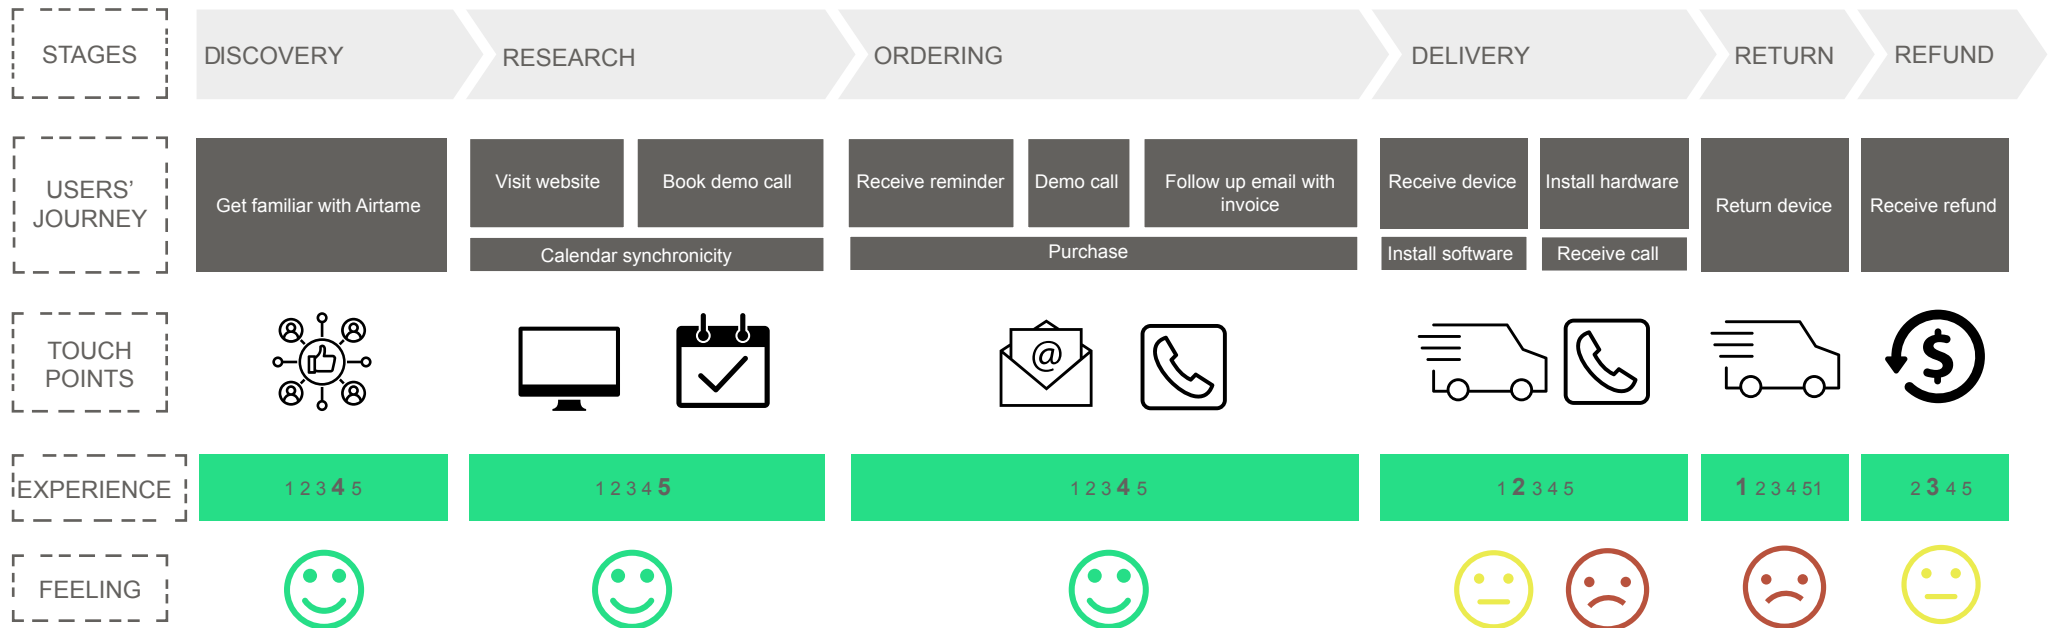 STAGES
DISCOVERY
RESEARCH
ORDERING
DELIVERY
RETURN
REFUND
USERS’
JOURNEY
Get familiar with Airtame
Visit website
Book demo call
Calendar synchronicity
Receive reminder
Demo call
Follow up email with
invoice
Purchase
Receive device
Install hardware
Install software
Receive call
Return device
Receive refund
TOUCH
POINTS
@
$
EXPERIENCE
1 2 3 4 5
1 2 3 4 5
1 2 3 4 5
1 2 3 4 5
1 2 3 4 51
2 3 4 5
FEELING